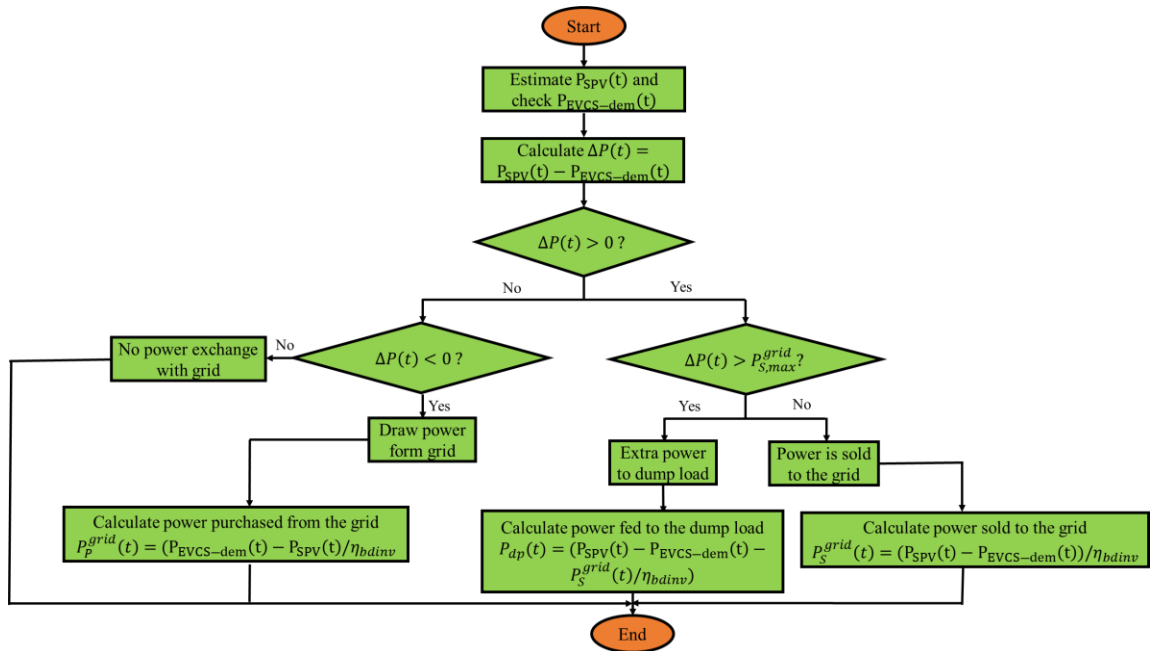 Start
Estimate P_SPV(t) and
check P_EVCS−dem(t)
Calculate ΔP(t) =
P_SPV(t) − P_EVCS−dem(t)
ΔP(t) > 0 ?
No
Yes
No power exchange
with grid
No
ΔP(t) < 0 ?
ΔP(t) > P_{S,max}^{grid}?
Yes
Yes
No
Draw power
form grid
Extra power
to dump load
Power is sold
to the grid
Calculate power purchased from the grid
P_P^{grid}(t) = (P_EVCS−dem(t) − P_SPV(t)/η_bdinv
Calculate power fed to the dump load
P_dp(t) = (P_SPV(t) − P_EVCS−dem(t) −
P_S^{grid}(t)/η_bdinv)
Calculate power sold to the grid
P_S^{grid}(t) = (P_SPV(t) − P_EVCS−dem(t))/η_bdinv
End